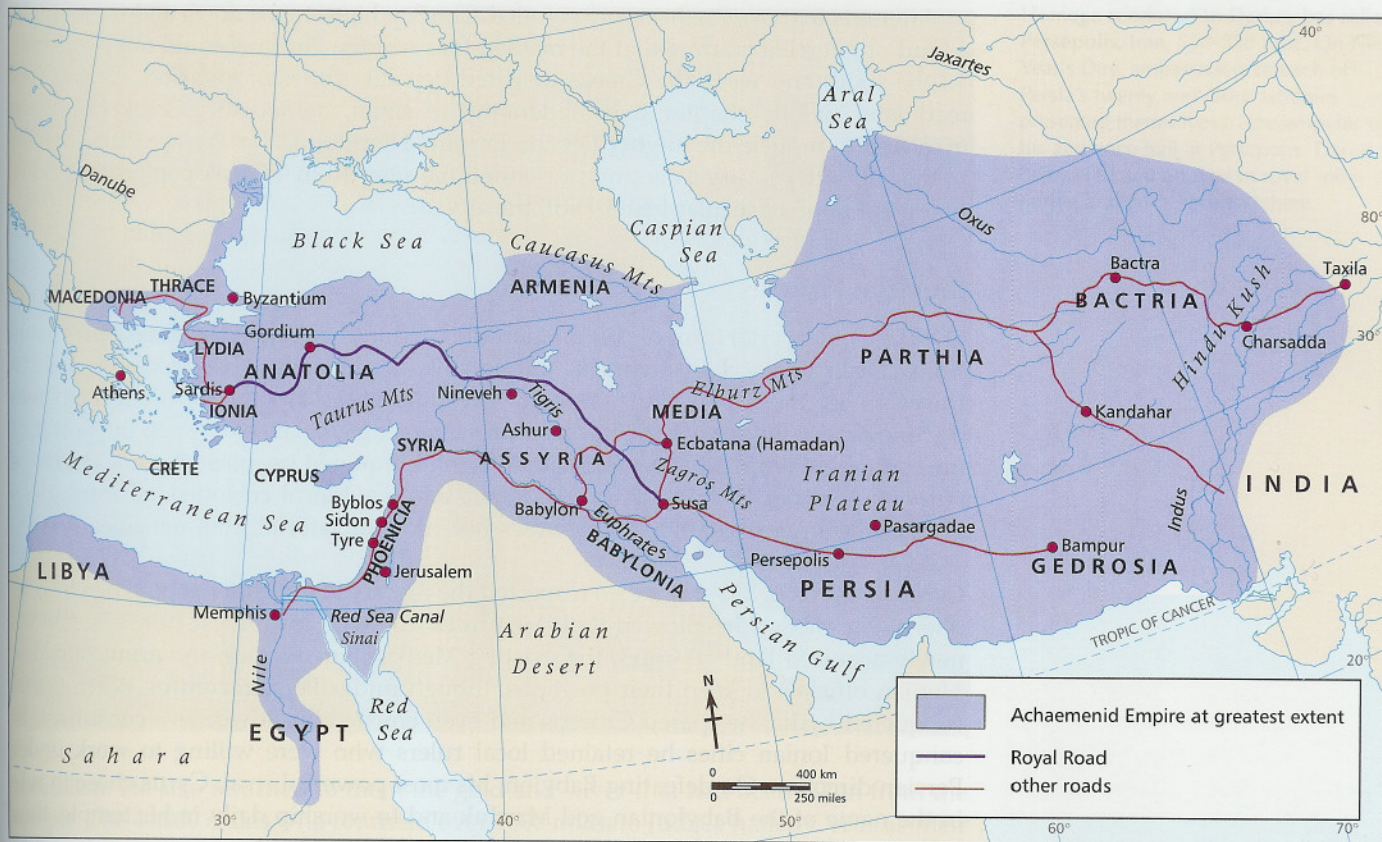 40°
Jaxartes
Aral
Sea
Danube
Oxus
80°
Black Sea
Caspian
Sea
Caucasus Mts
Bactra
Taxila
THRACE
MACEDONIA
Byzantium
ARMENIA
BACTRIA
Hindu Kush
Gordium
LYDIA
ANATOLIA
PARTHIA
Charsadda
30°
Athens
Sardis
IONIA
Taurus Mts
Nineveh
Tigris
Elburz Mts
MEDIA
Kandahar
Ashur
Ecbatana (Hamadan)
SYRIA
ASSYRIA
CRETE
CYPRUS
Zagros Mts
Iranian
Plateau
INDIA
Mediterranean Sea
Byblos
Sidon
Tyre
PHOENICIA
Babylon
Euphrates
Susa
Indus
Pasargadae
BABYLONIA
Bampur
LIBYA
Jerusalem
Persepolis
PERSIA
GEDROSIA
Memphis
Red Sea Canal
Sinai
Arabian
Desert
Persian Gulf
TROPIC OF CANCER
20°
Nile
Red
Sea
EGYPT
Sahara
N
0 400 km
0 250 miles
Achaemenid Empire at greatest extent
Royal Road
other roads
30°
40°
50°
60°
70°